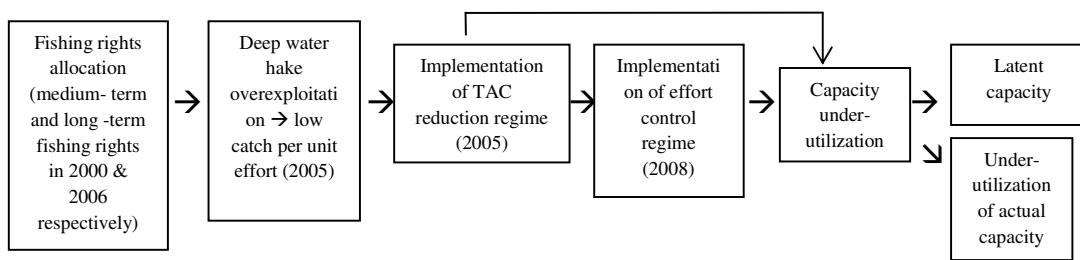 Fishing rights
allocation
(medium- term
and long -term
fishing rights
in 2000 &
2006
respectively)
Deep water
hake
overexploitati
on → low
catch per unit
effort (2005)
Implementation
of TAC
reduction regime
(2005)
Implementati
on of effort
control
regime
(2008)
Capacity
under-
utilization
Latent
capacity
Under-
utilization
of actual
capacity